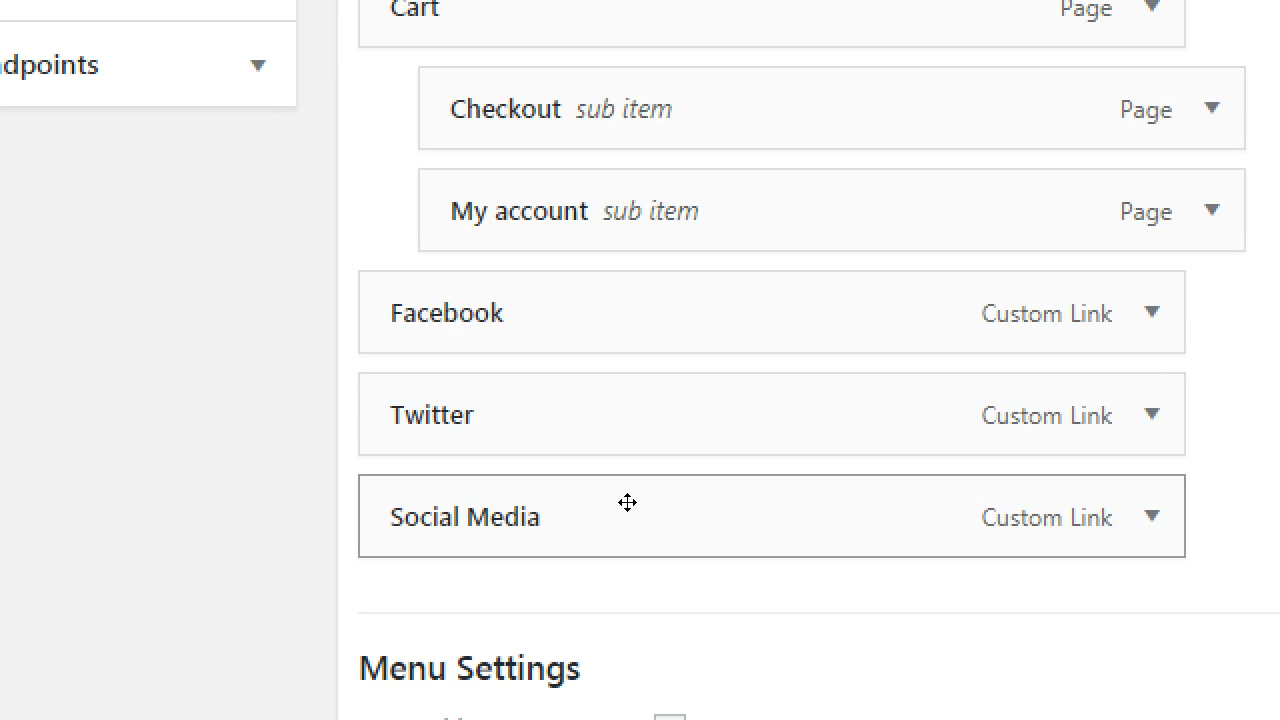 Cart Page
dpoints
Checkout sub item Page
My account sub item Page
Facebook Custom Link
Twitter Custom Link
Social Media Custom Link
Menu Settings